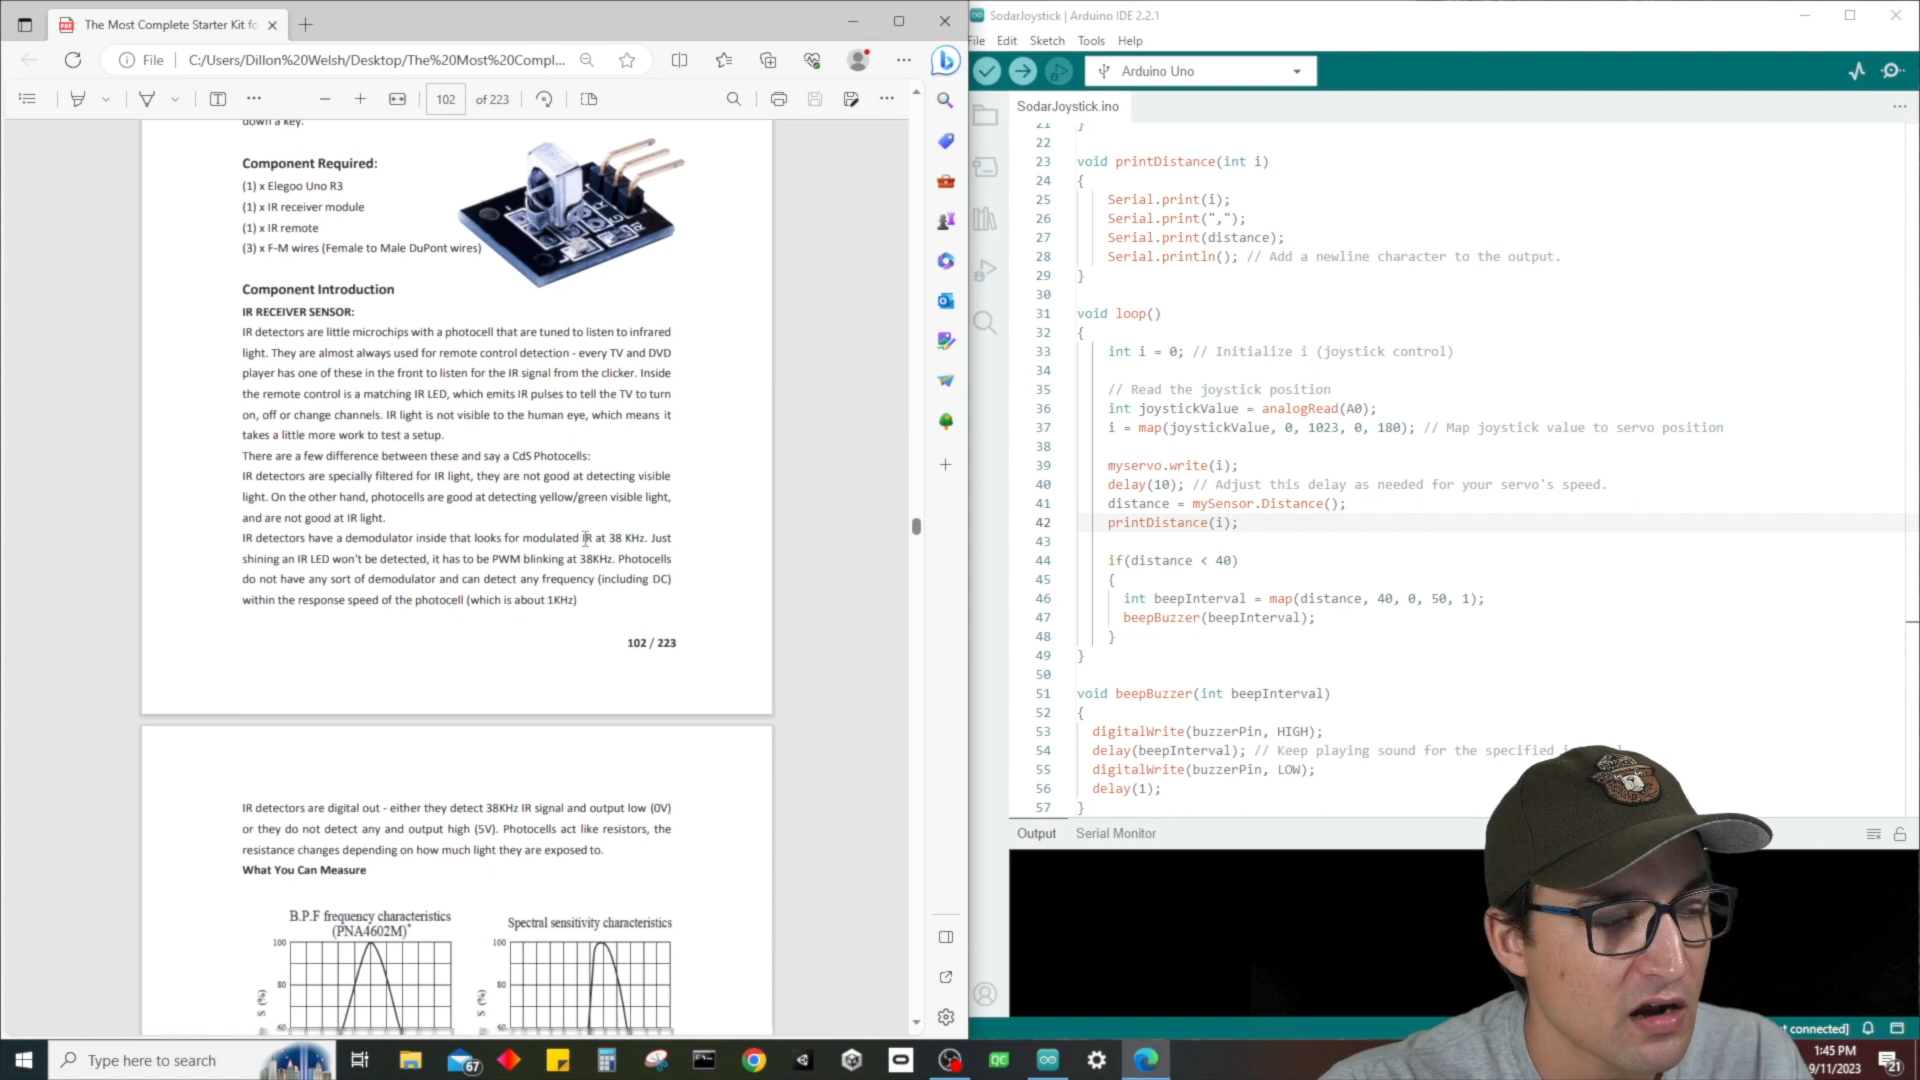 The Most Complete Starter Kit fo
File
C:/Users/Dillon%20Welsh/Desktop/The%20Most%20Compl...
102 of 223
down a key.
Component Required:
(1) x Elegoo Uno R3
(1) x IR receiver module
(1) x IR remote
(3) x F-M wires (Female to Male DuPont wires)
Component Introduction
IR RECEIVER SENSOR:
IR detectors are little microchips with a photocell that are tuned to listen to infrared
light. They are almost always used for remote control detection - every TV and DVD
player has one of these in the front to listen for the IR signal from the clicker. Inside
the remote control is a matching IR LED, which emits IR pulses to tell the TV to turn
on, off or change channels. IR light is not visible to the human eye, which means it
takes a little more work to test a setup.
There are a few difference between these and say a CdS Photocells:
IR detectors are specially filtered for IR light, they are not good at detecting visible
light. On the other hand, photocells are good at detecting yellow/green visible light,
and are not good at IR light.
IR detectors have a demodulator inside that looks for modulated IR at 38 KHz. Just
shining an IR LED won't be detected, it has to be PWM blinking at 38KHz. Photocells
do not have any sort of demodulator and can detect any frequency (including DC)
within the response speed of the photocell (which is about 1KHz)
102 / 223
IR detectors are digital out - either they detect 38KHz IR signal and output low (0V)
or they do not detect any and output high (5V). Photocells act like resistors, the
resistance changes depending on how much light they are exposed to.
What You Can Measure
B.P.F frequency characteristics
(PNA4602M)*
100
80
60
S (%)
Spectral sensitivity characteristics
100
80
60
S (%)
SodarJoystick | Arduino IDE 2.2.1
File Edit Sketch Tools Help
Arduino Uno
SodarJoystick.ino
21 }
22
23 void printDistance(int i)
24 {
25 Serial.print(i);
26 Serial.print(",");
27 Serial.print(distance);
28 Serial.println(); // Add a newline character to the output.
29 }
30
31 void loop()
32 {
33 int i = 0; // Initialize i (joystick control)
34
35 // Read the joystick position
36 int joystickValue = analogRead(A0);
37 i = map(joystickValue, 0, 1023, 0, 180); // Map joystick value to servo position
38
39 myservo.write(i);
40 delay(10); // Adjust this delay as needed for your servo's speed.
41 distance = mySensor.Distance();
42 printDistance(i);
43
44 if(distance < 40)
45 {
46 int beepInterval = map(distance, 40, 0, 50, 1);
47 beepBuzzer(beepInterval);
48 }
49 }
50
51 void beepBuzzer(int beepInterval)
52 {
53 digitalWrite(buzzerPin, HIGH);
54 delay(beepInterval); // Keep playing sound for the specified
55 digitalWrite(buzzerPin, LOW);
56 delay(1);
57 }
Output Serial Monitor
t connected]
Type here to search
67
QC
1:45 PM
9/11/2023
21